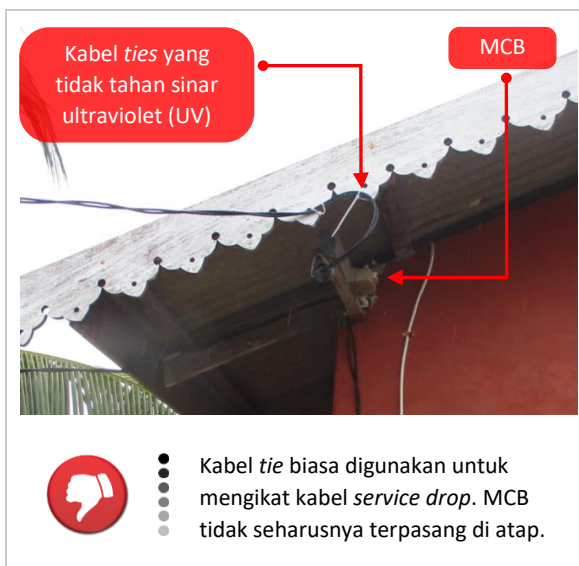 Kabel ties yang
tidak tahan sinar
ultraviolet (UV)
MCB
Kabel tie biasa digunakan untuk
mengikat kabel service drop. MCB
tidak seharusnya terpasang di atap.